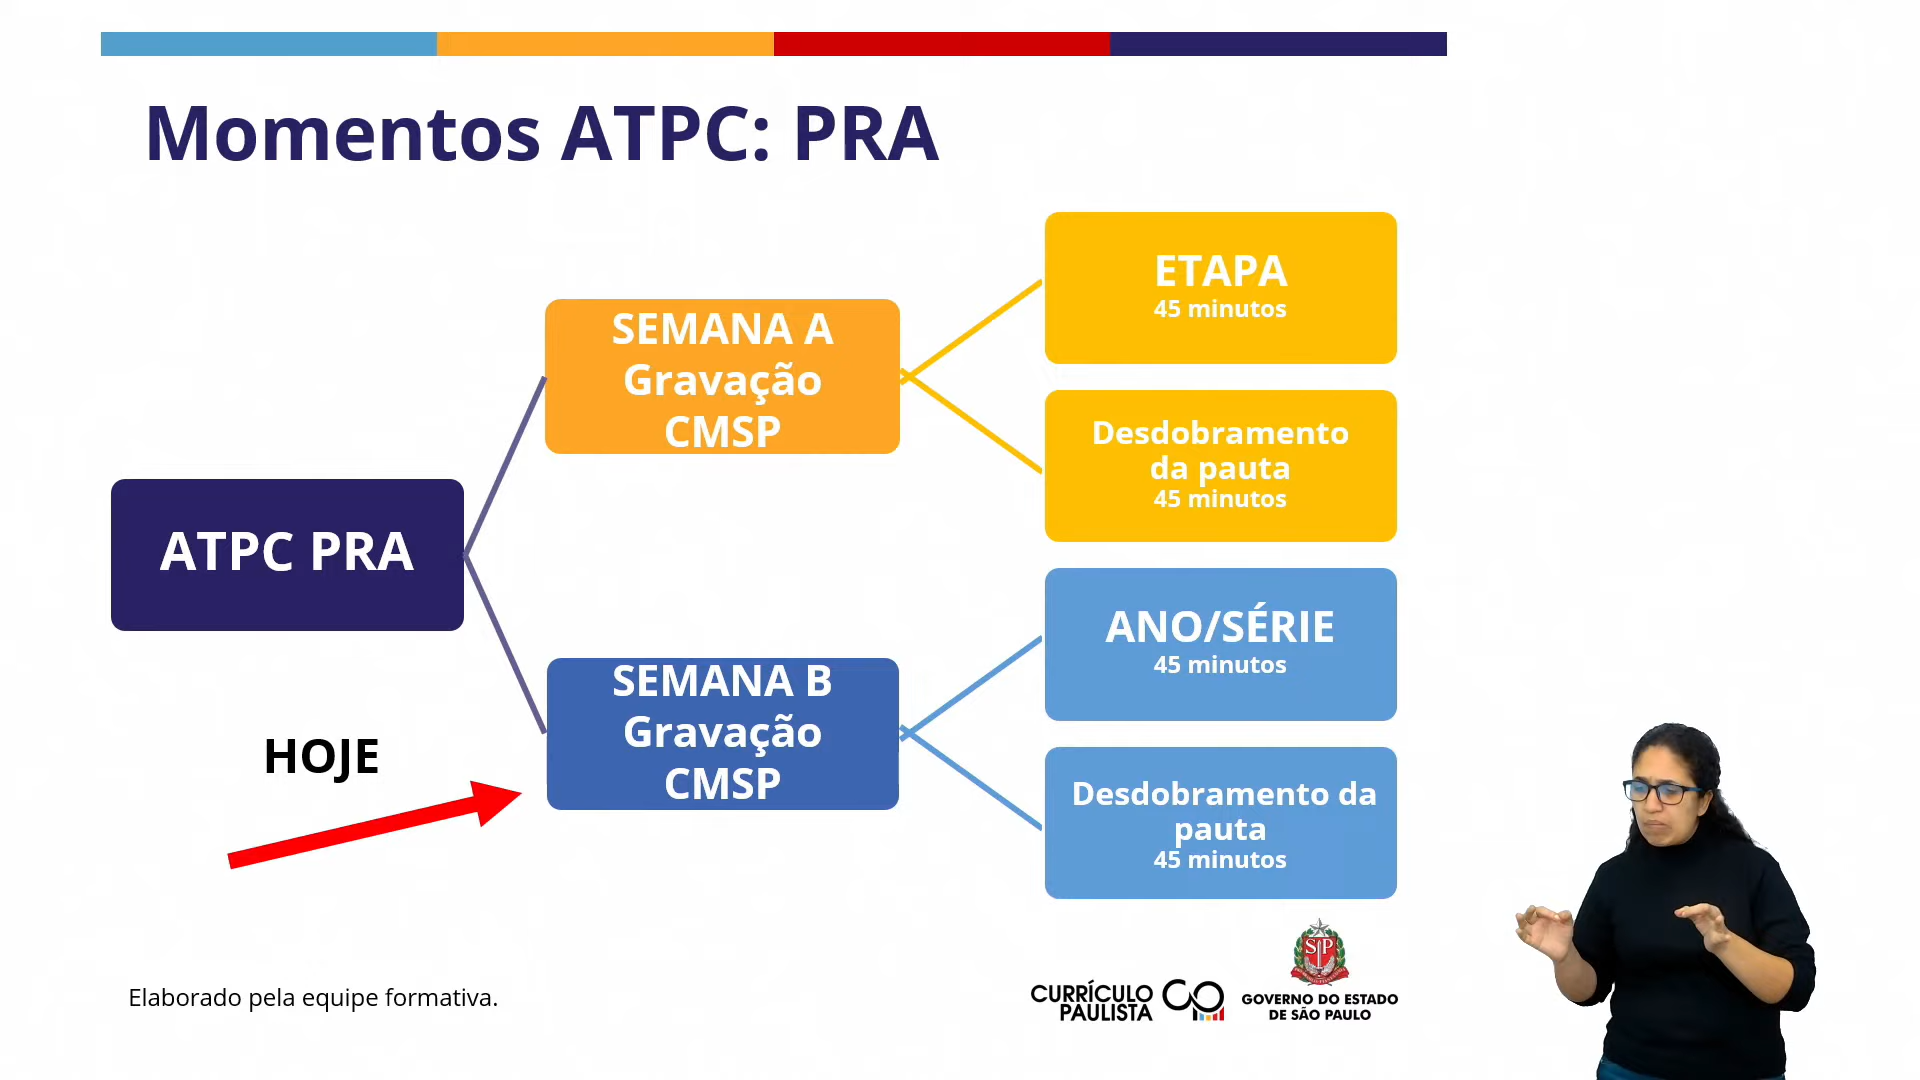 Momentos ATPC: PRA
ETAPA
45 minutos
SEMANA A
Gravação
CMSP
Desdobramento
da pauta
45 minutos
ATPC PRA
ANO/SÉRIE
45 minutos
SEMANA B
Gravação
CMSP
HOJE
Desdobramento da
pauta
45 minutos
Elaborado pela equipe formativa.
CURRÍCULO
PAULISTA
SP
GOVERNO DO ESTADO
DE SÃO PAULO